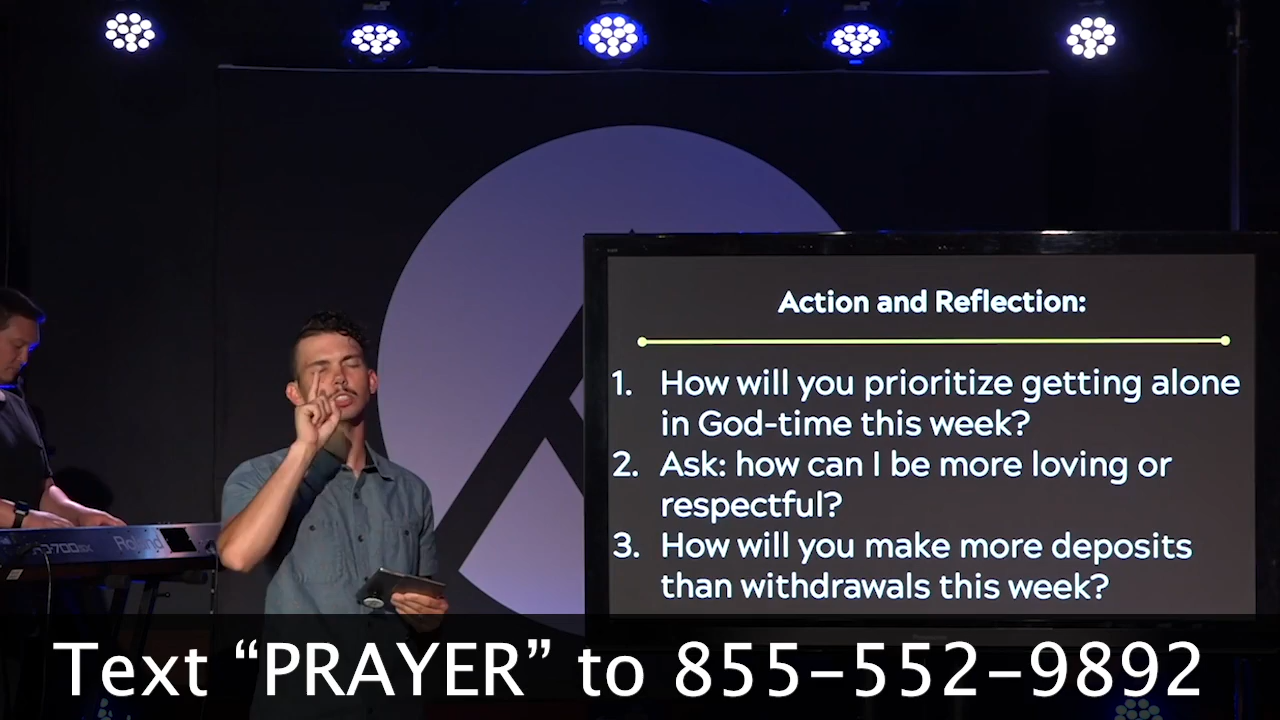 Action and Reflection:
1. How will you prioritize getting alone
in God-time this week?
2. Ask: how can I be more loving or
respectful?
3. How will you make more deposits
than withdrawals this week?
Roland
Text “PRAYER” to 855-552-9892